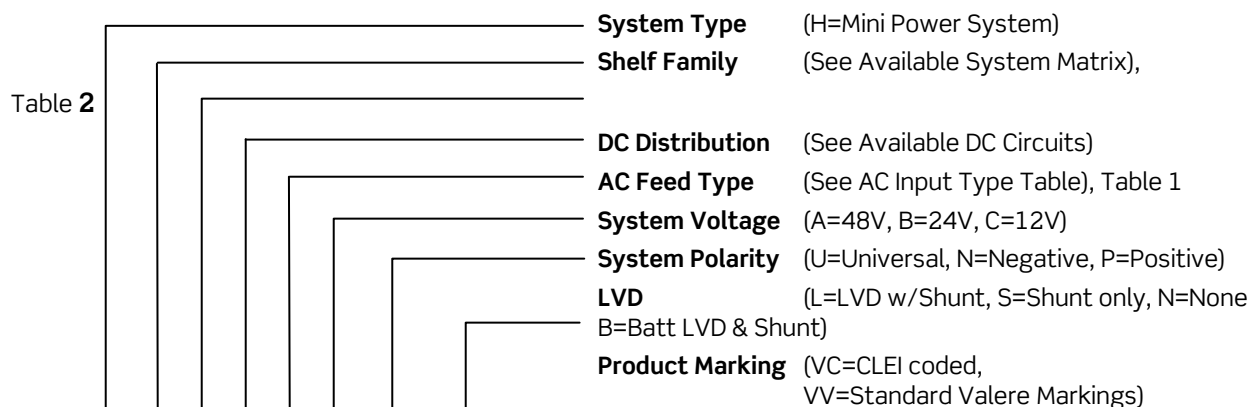 System Type (H=Mini Power System)
Shelf Family (See Available System Matrix),
Table 2
DC Distribution (See Available DC Circuits)
AC Feed Type (See AC Input Type Table), Table 1
System Voltage (A=48V, B=24V, C=12V)
System Polarity (U=Universal, N=Negative, P=Positive)
LVD (L=LVD w/Shunt, S=Shunt only, N=None
B=Batt LVD & Shunt)
Product Marking (VC=CLEI coded,
VV=Standard Valere Markings)